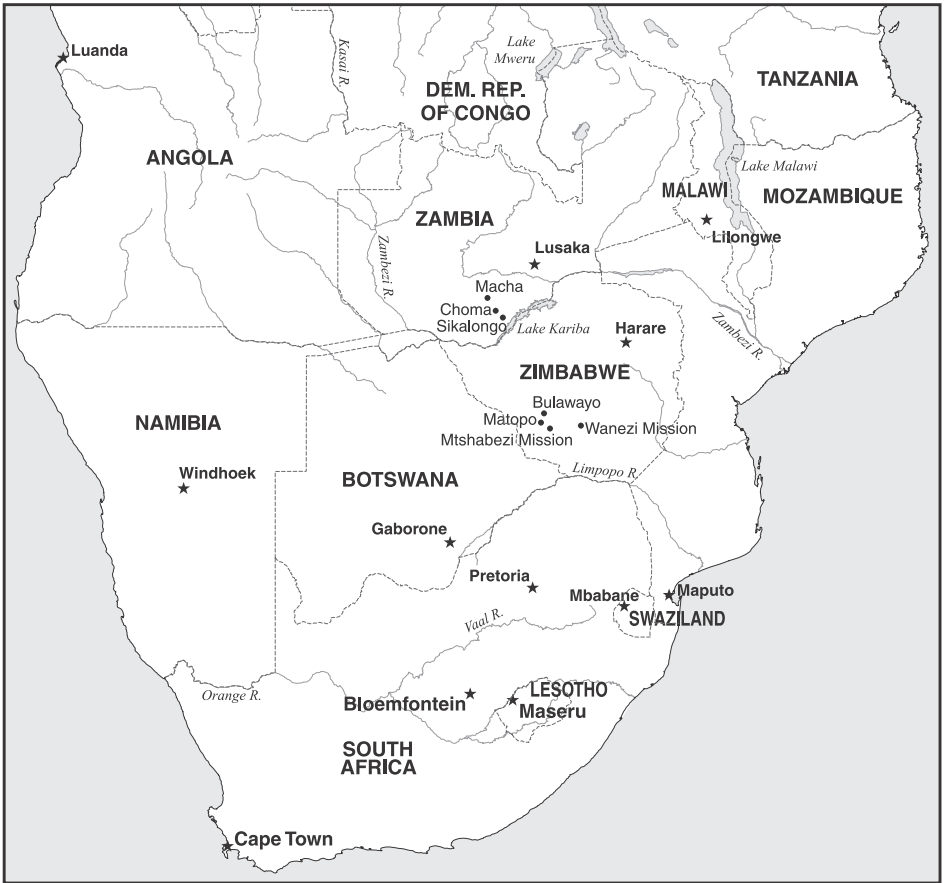 Luanda
Kasai R.
Lake
Mweru
DEM. REP.
OF CONGO
TANZANIA
ANGOLA
Lake Malawi
MALAWI
MOZAMBIQUE
ZAMBIA
Lilongwe
Lusaka
Zambezi R.
Macha
Choma
Sikalongo
Lake Kariba
Harare
Zambezi R.
ZIMBABWE
Bulawayo
Matopo
Mtshabezi Mission
Wanezi Mission
NAMIBIA
Windhoek
BOTSWANA
Limpopo R.
Gaborone
Pretoria
Mbabane
Maputo
SWAZILAND
Vaal R.
Orange R.
Bloemfontein
LESOTHO
Maseru
SOUTH
AFRICA
Cape Town